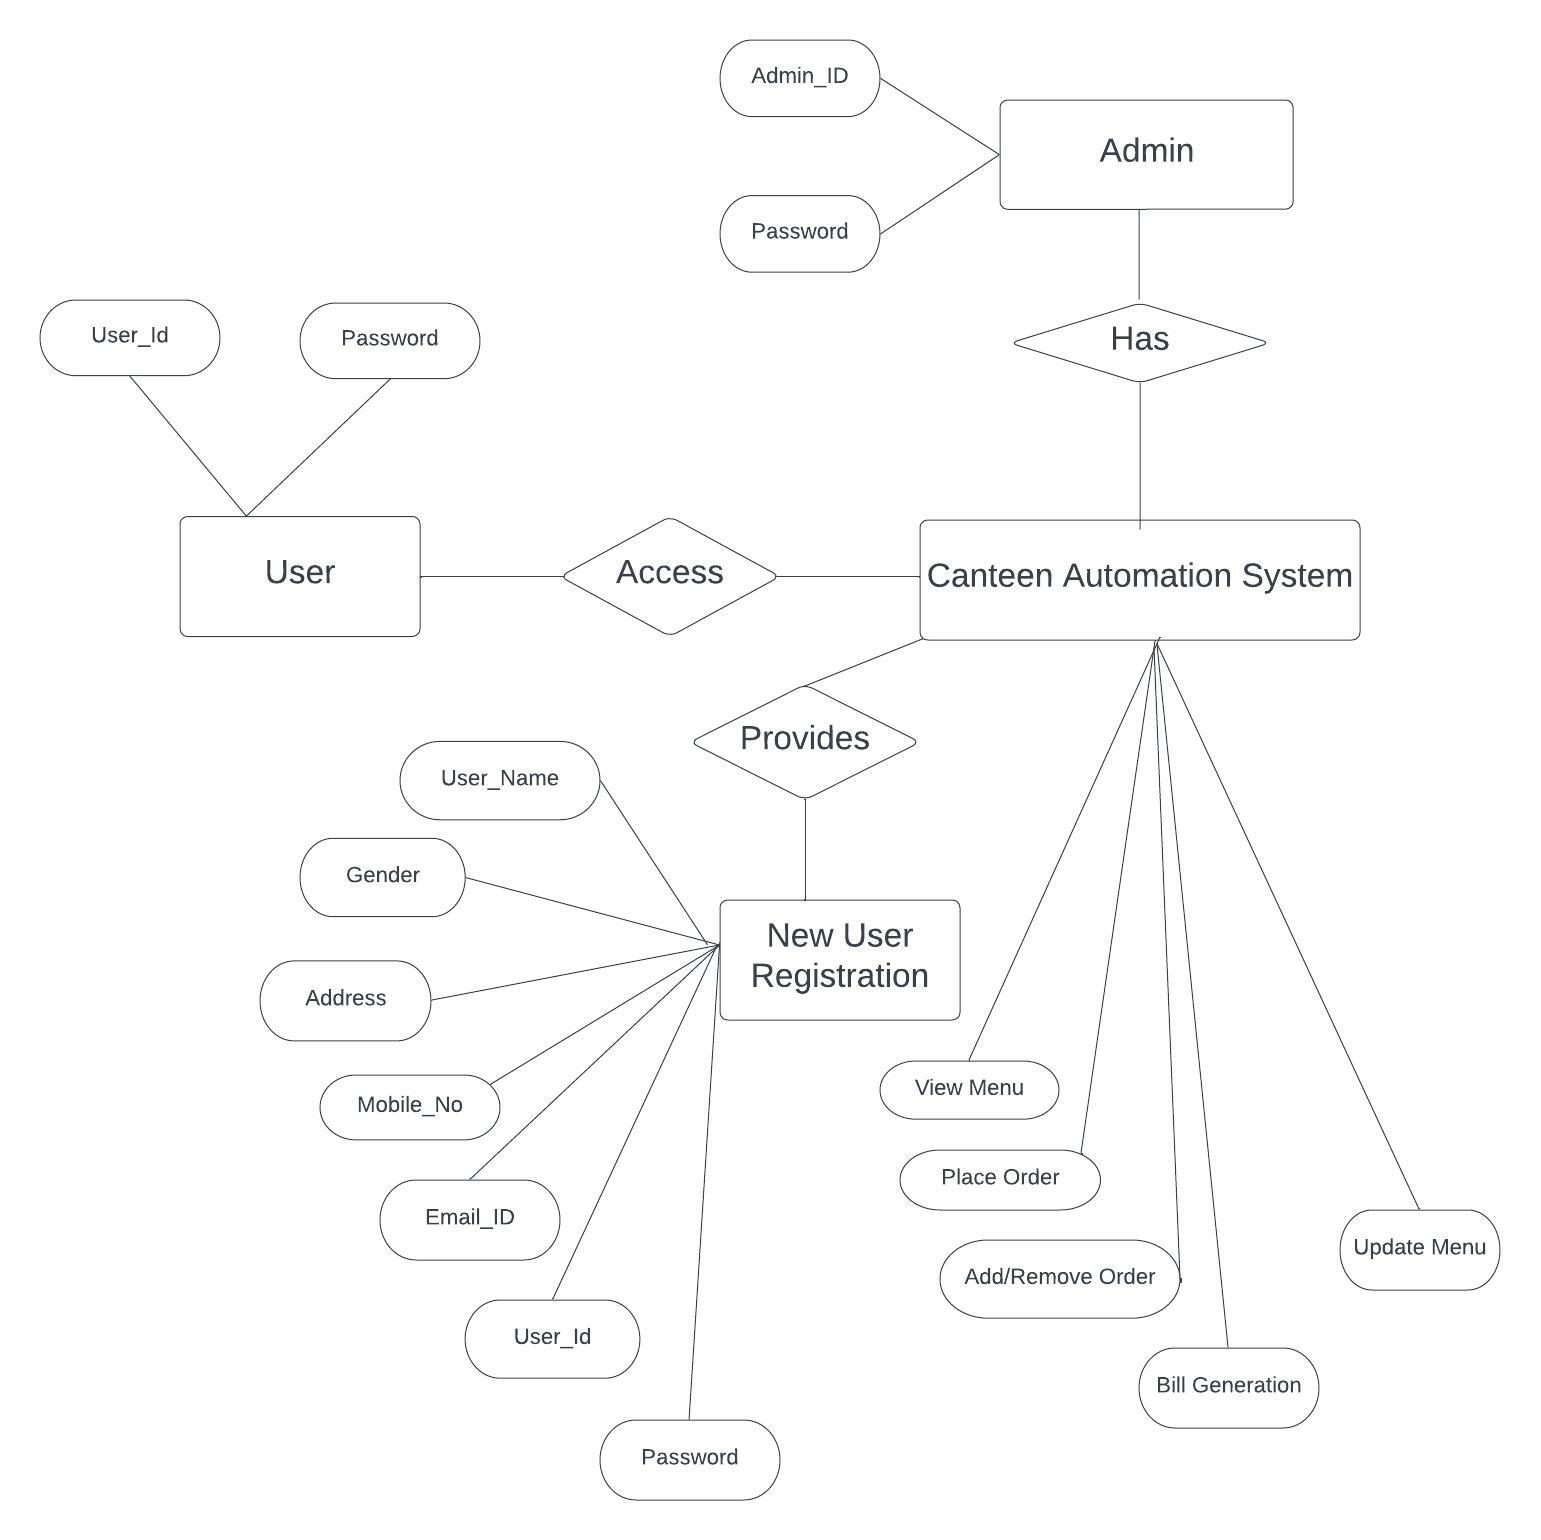 Admin_ID
Admin
Password
Has
User_Id
Password
User
Access
Canteen Automation System
Provides
User_Name
Gender
Address
Mobile_No
Email_ID
User_Id
Password
New User
Registration
View Menu
Place Order
Add/Remove Order
Bill Generation
Update Menu